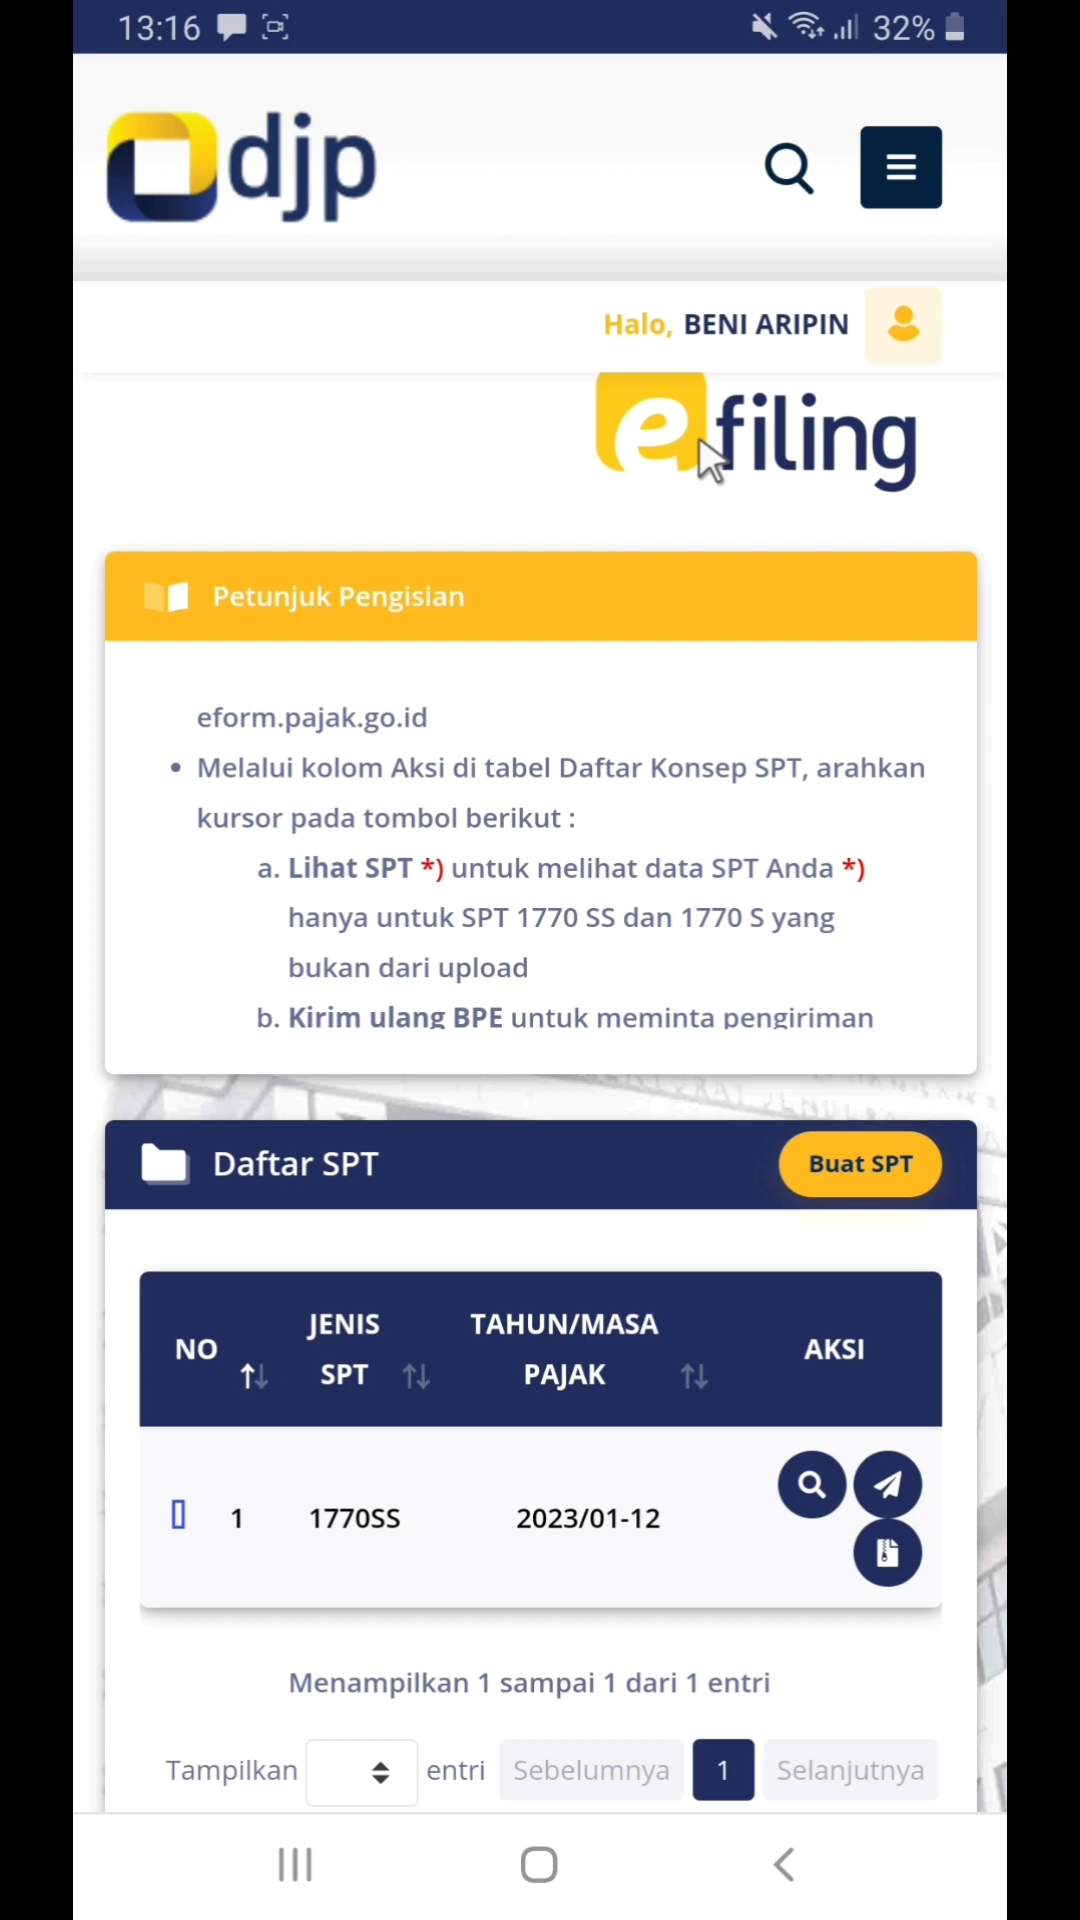 13:16
32%
djp
Halo, BENI ARIPIN
efiling
Petunjuk Pengisian
eform.pajak.go.id
• Melalui kolom Aksi di tabel Daftar Konsep SPT, arahkan
kursor pada tombol berikut :
a. Lihat SPT *) untuk melihat data SPT Anda *)
hanya untuk SPT 1770 SS dan 1770 S yang
bukan dari upload
b. Kirim ulang BPE untuk meminta pengiriman
Daftar SPT
Buat SPT
NO JENIS SPT TAHUN/MASA PAJAK AKSI
1 1770SS 2023/01-12
Menampilkan 1 sampai 1 dari 1 entri
Tampilkan entri Sebelumnya 1 Selanjutnya